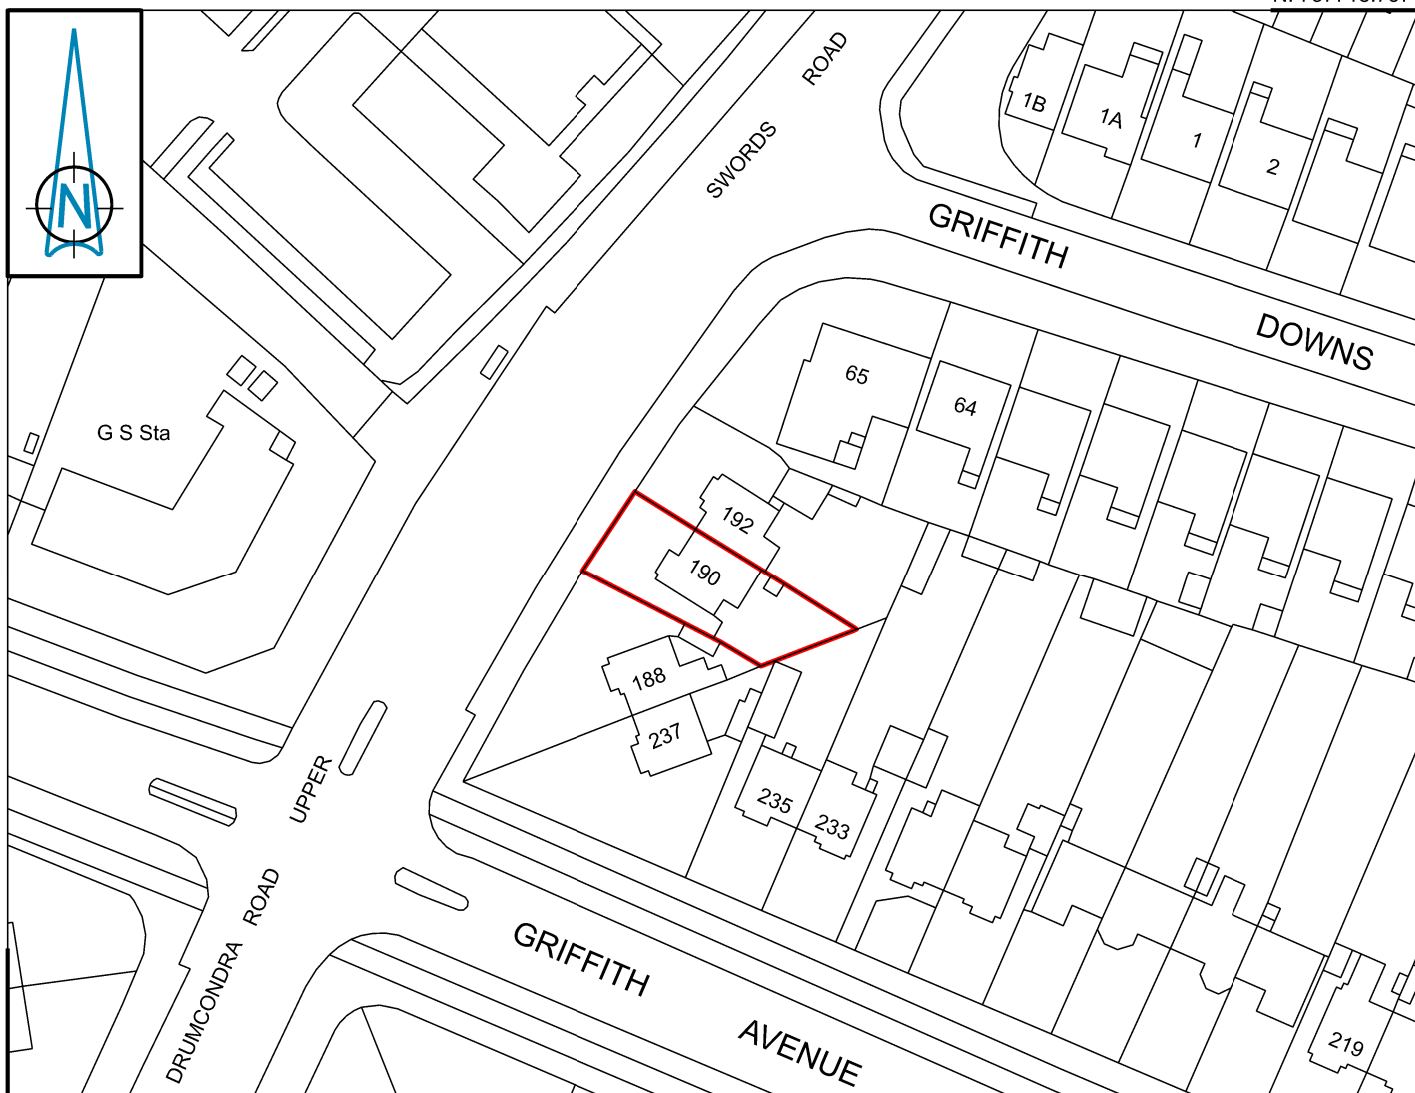 N
ROAD
SWORDS
1B
1A
1
2
GRIFFITH
DOWNS
65
64
G S Sta
192
190
188
237
235
233
UPPER
ROAD
DRUMCONDRA
GRIFFITH
AVENUE
219